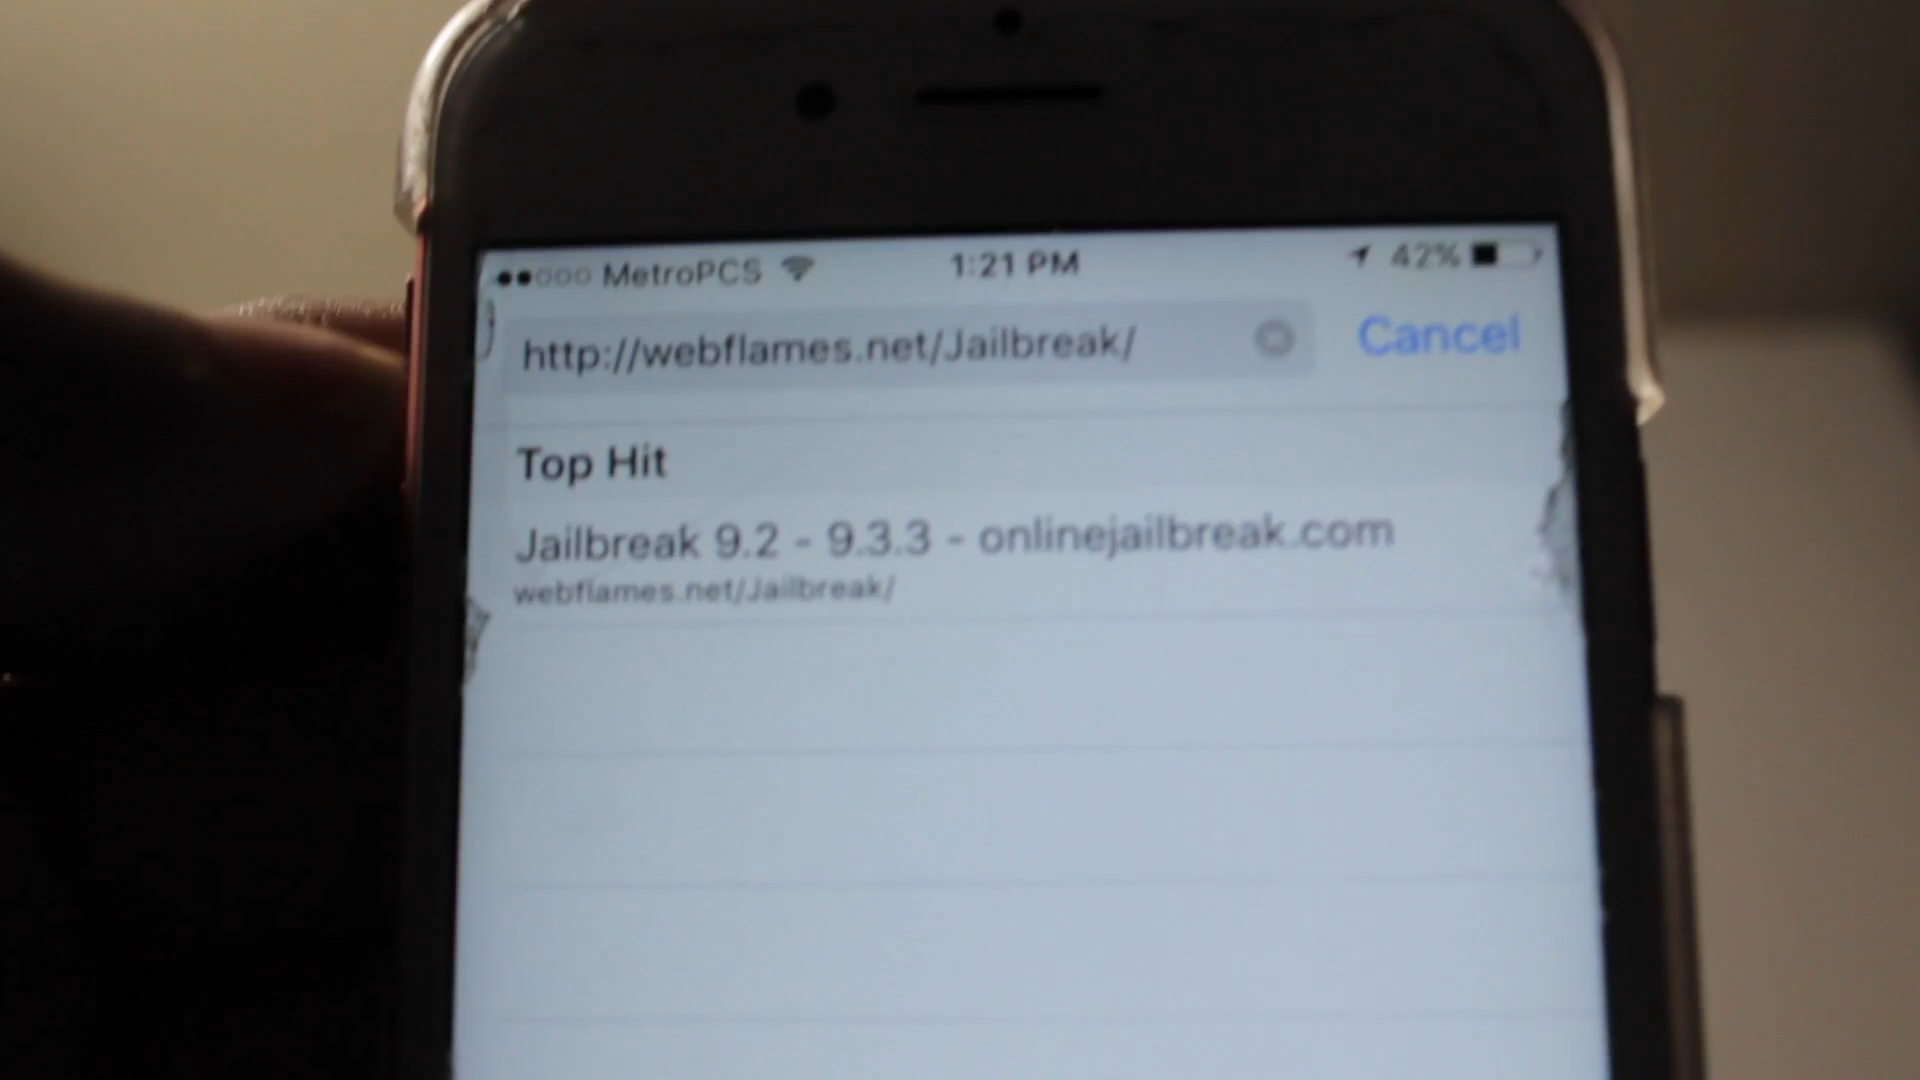 MetroPCS 1:21 PM 42%
http://webflames.net/Jailbreak/ Cancel
Top Hit
Jailbreak 9.2 - 9.3.3 - onlinejailbreak.com
webflames.net/Jailbreak/